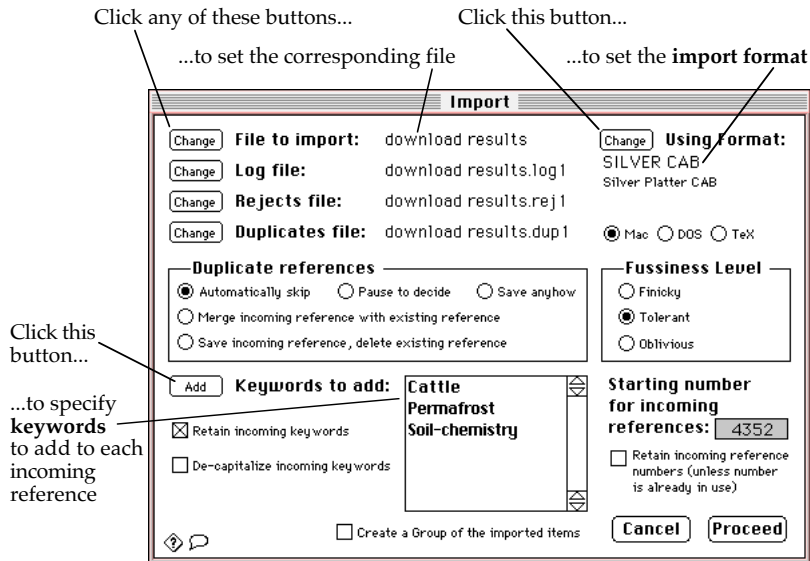 Click any of these buttons...
Click this button...
...to set the corresponding file
...to set the import format
Import
Change File to import: download results
Change Using Format:
SILVER CAB
Silver Platter CAB
Change Log file: download results.log1
Change Rejects file: download results.rej1
Change Duplicates file: download results.dup1
Mac DOS TeX
Duplicate references
Automatically skip Pause to decide Save anyhow
Merge incoming reference with existing reference
Save incoming reference, delete existing reference
Fussiness Level
Finicky
Tolerant
Oblivious
Click this
button...
...to specify
keywords
to add to each
incoming
reference
Add Keywords to add:
Cattle
Permafrost
Soil-chemistry
Retain incoming keywords
De-capitalize incoming keywords
Starting number
for incoming
references: 4352
Retain incoming reference
numbers (unless number
is already in use)
Create a Group of the imported items
Cancel Proceed
?